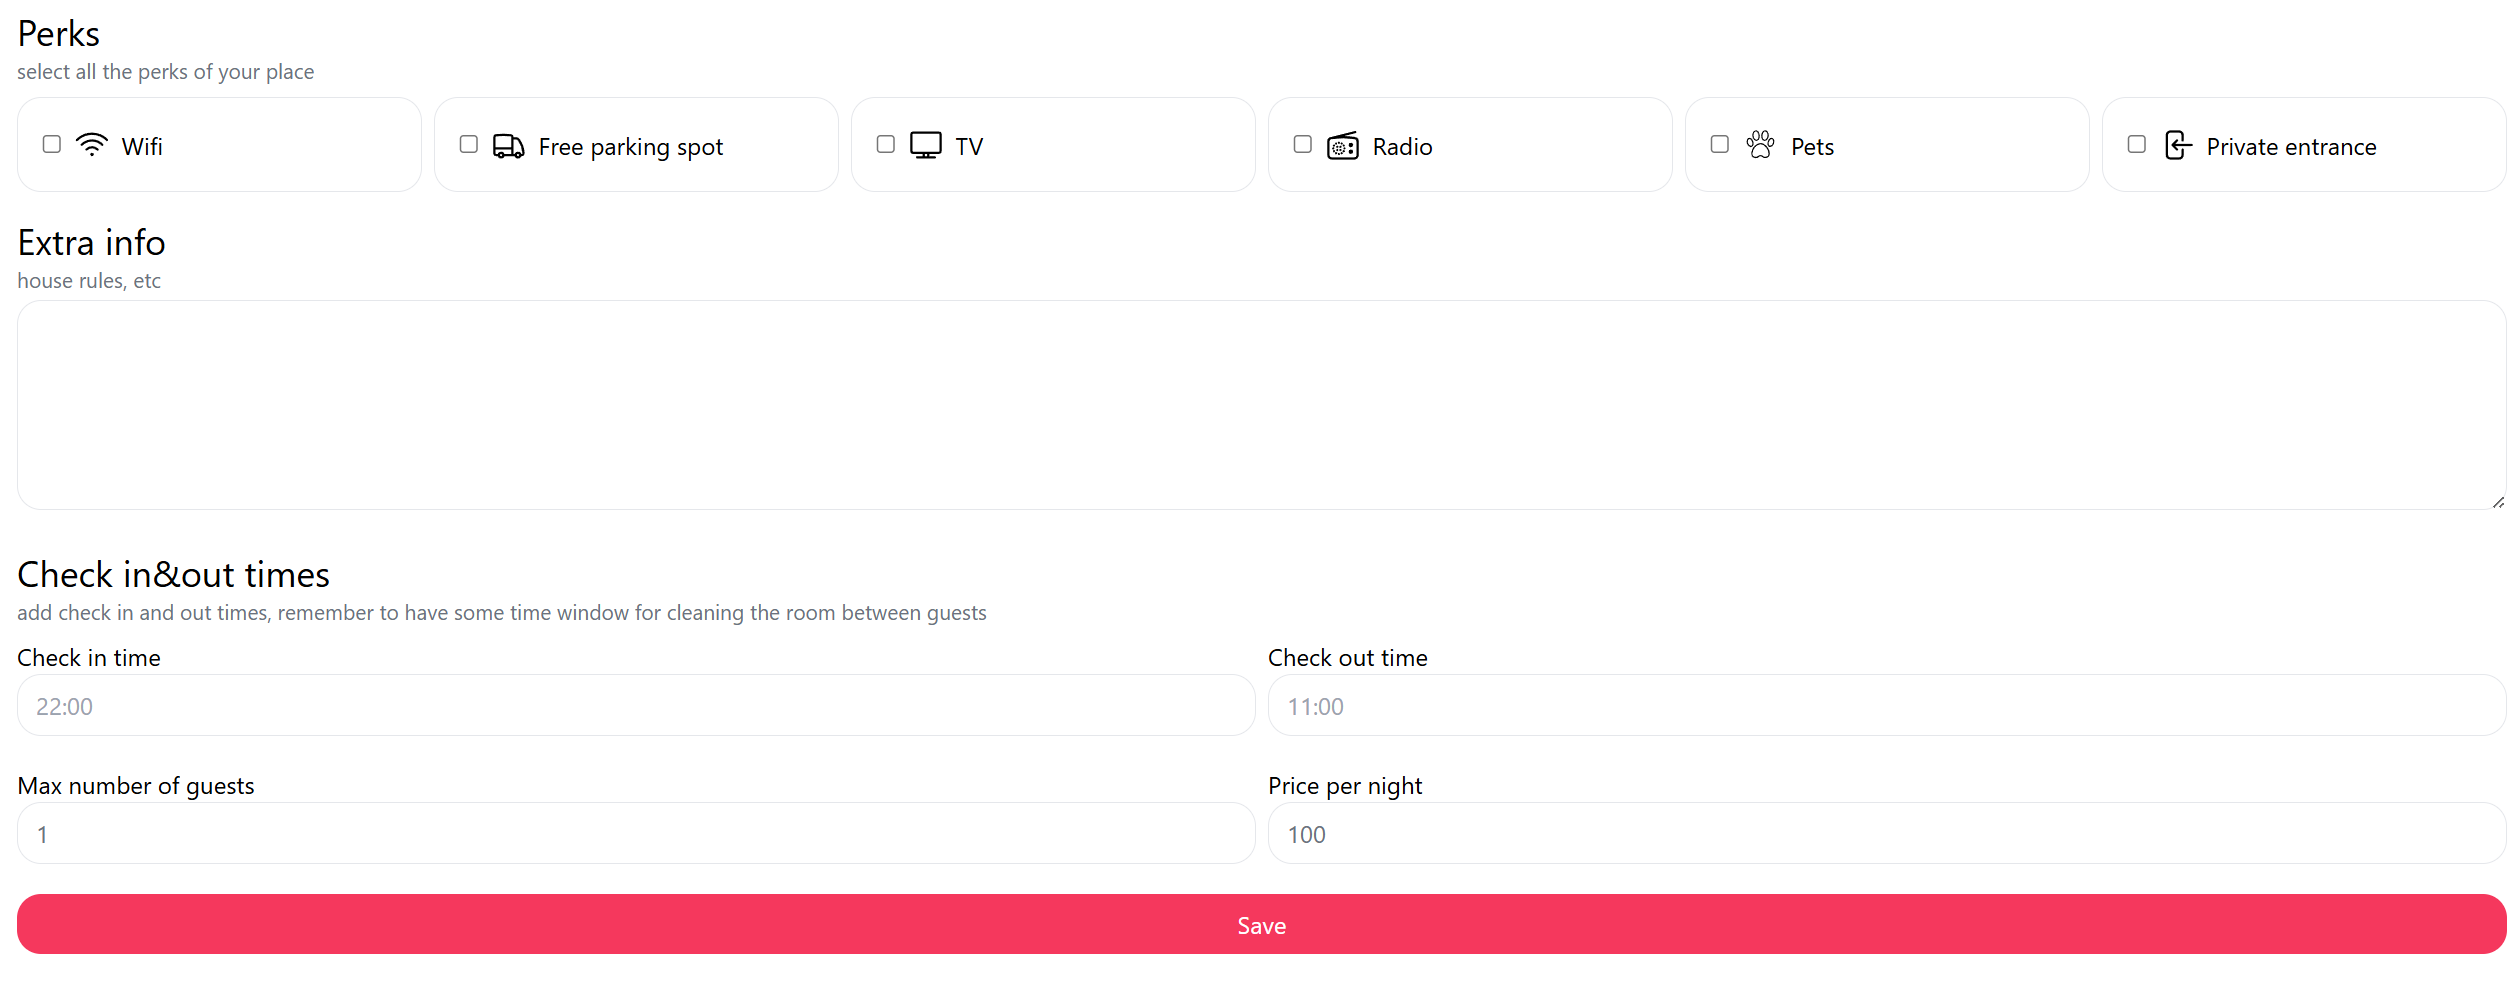 Perks
select all the perks of your place
Wifi
Free parking spot
TV
Radio
Pets
Private entrance
Extra info
house rules, etc
Check in&out times
add check in and out times, remember to have some time window for cleaning the room between guests
Check in time
Check out time
22:00
11:00
Max number of guests
Price per night
1
100
Save